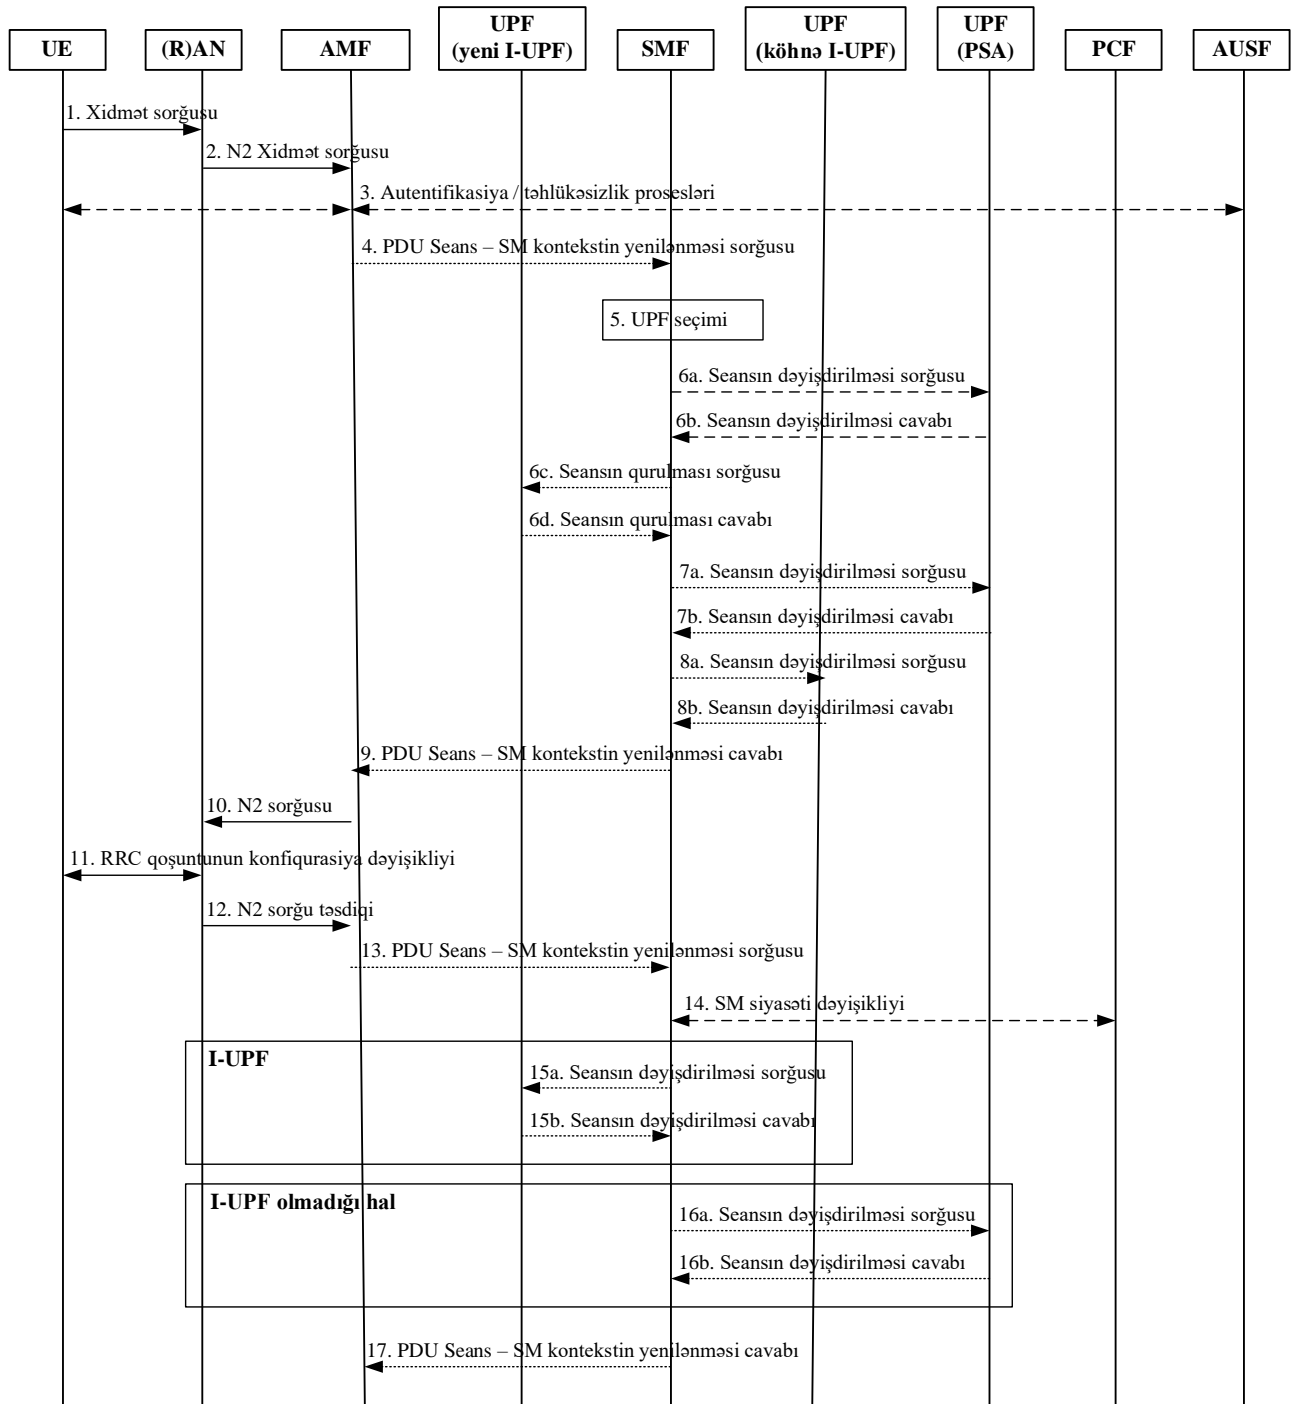 UE
(R)AN
AMF
UPF
(yeni I-UPF)
SMF
UPF
(köhnə I-UPF)
UPF
(PSA)
PCF
AUSF
1. Xidmət sorğusu
2. N2 Xidmət sorğusu
3. Autentifikasiya / təhlükəsizlik prosesləri
4. PDU Seans – SM kontekstin yenilənməsi sorğusu
5. UPF seçimi
6a. Seansın dəyişdirilməsi sorğusu
6b. Seansın dəyişdirilməsi cavabı
6c. Seansın qurulması sorğusu
6d. Seansın qurulması cavabı
7a. Seansın dəyişdirilməsi sorğusu
7b. Seansın dəyişdirilməsi cavabı
8a. Seansın dəyişdirilməsi sorğusu
8b. Seansın dəyişdirilməsi cavabı
9. PDU Seans – SM kontekstin yenilənməsi cavabı
10. N2 sorğusu
11. RRC qoşuntunun konfiqurasiya dəyişikliyi
12. N2 sorğu təsdiqi
13. PDU Seans – SM kontekstin yenilənməsi sorğusu
14. SM siyasəti dəyişikliyi
I-UPF
15a. Seansın dəyişdirilməsi sorğusu
15b. Seansın dəyişdirilməsi cavabı
I-UPF olmadığı hal
16a. Seansın dəyişdirilməsi sorğusu
16b. Seansın dəyişdirilməsi cavabı
17. PDU Seans – SM kontekstin yenilənməsi cavabı